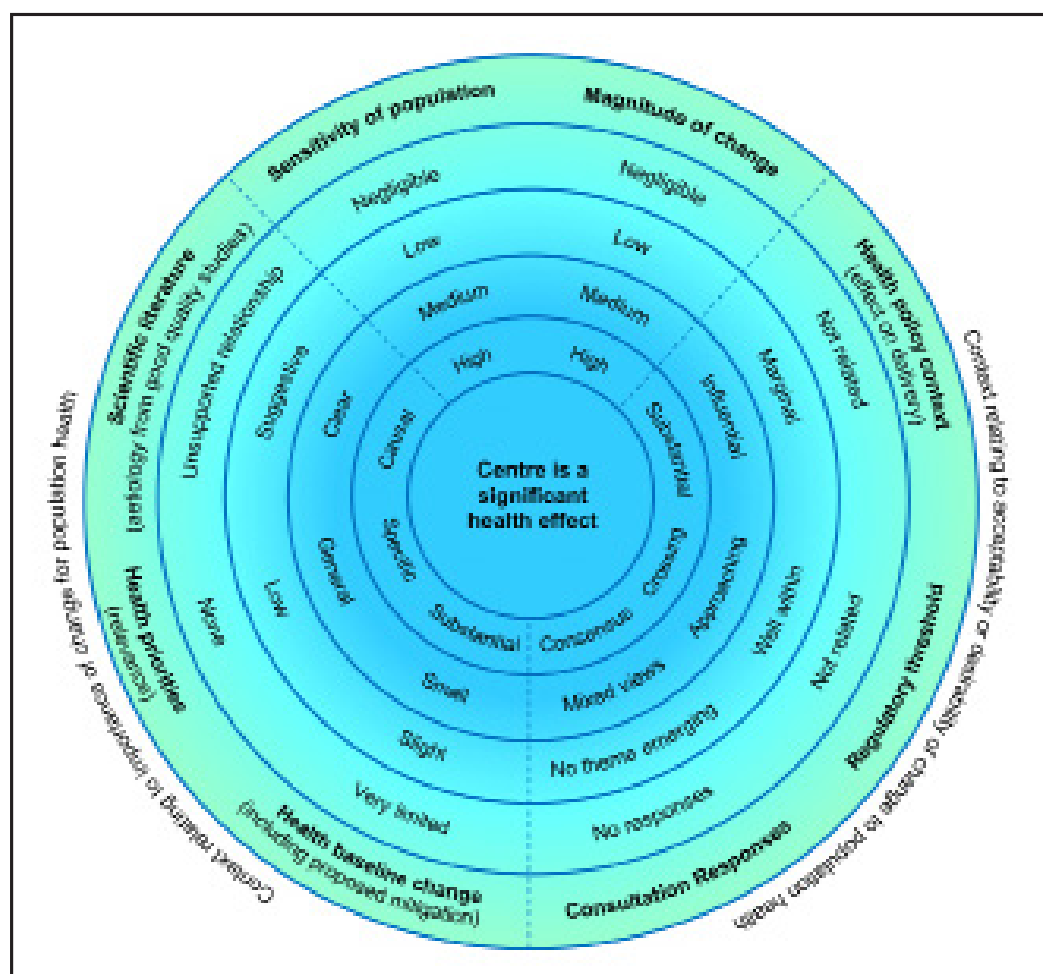 Sensitivity of population
Negligible
Low
Medium
High
Magnitude of change
Negligible
Low
Medium
High
Health policy context
(effect on delivery)
Not related
Marginal
Influential
Substantial
Regulatory threshold
Not related
Well within
Approaching
Crossing
Consultation Responses
No responses
No theme emerging
Mixed views
Consensus
Health baseline change
(including proposed mitigation)
Very limited
Slight
Small
Substantial
Health priorities
(relevance)
None
Low
General
Specific
Scientific literature
(aetiology from good quality studies)
Unsupported relationship
Suggestive
Clear
Causal
Centre is a
significant
health effect
Context relating to importance of change for population health
Context relating to acceptability or desirability of change to population health